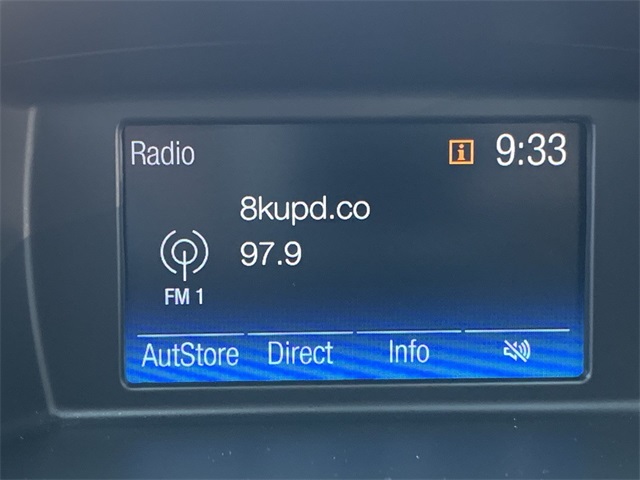 Radio
i 9:33
8kupd.co
97.9
FM 1
AutStore Direct Info